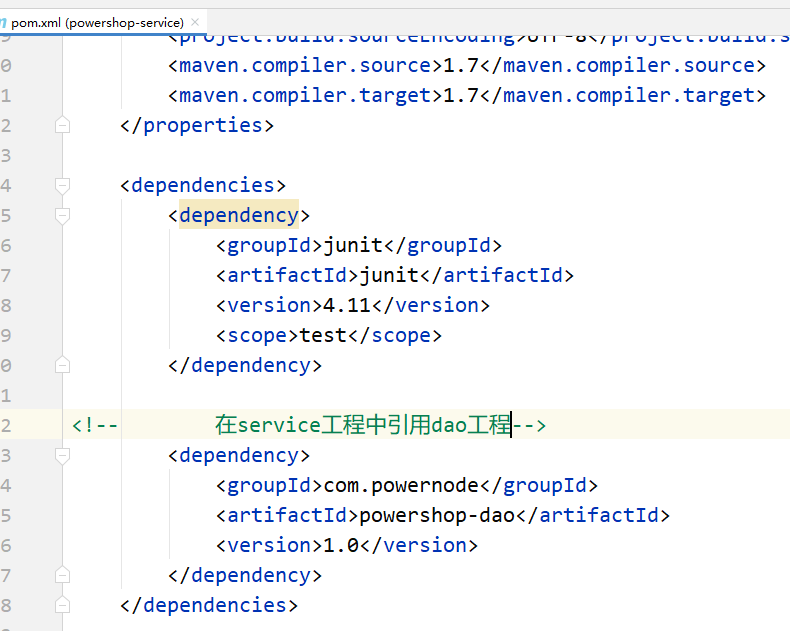 pom.xml (powershop-service)
<project.build.sourceEncoding>UTF-8</project.build.s
0 <maven.compiler.source>1.7</maven.compiler.source>
1 <maven.compiler.target>1.7</maven.compiler.target>
2 </properties>
3
4 <dependencies>
5 <dependency>
6 <groupId>junit</groupId>
7 <artifactId>junit</artifactId>
8 <version>4.11</version>
9 <scope>test</scope>
0 </dependency>
1
2 <!-- 在service工程中引用dao工程-->
3 <dependency>
4 <groupId>com.powernode</groupId>
5 <artifactId>powershop-dao</artifactId>
6 <version>1.0</version>
7 </dependency>
8 </dependencies>